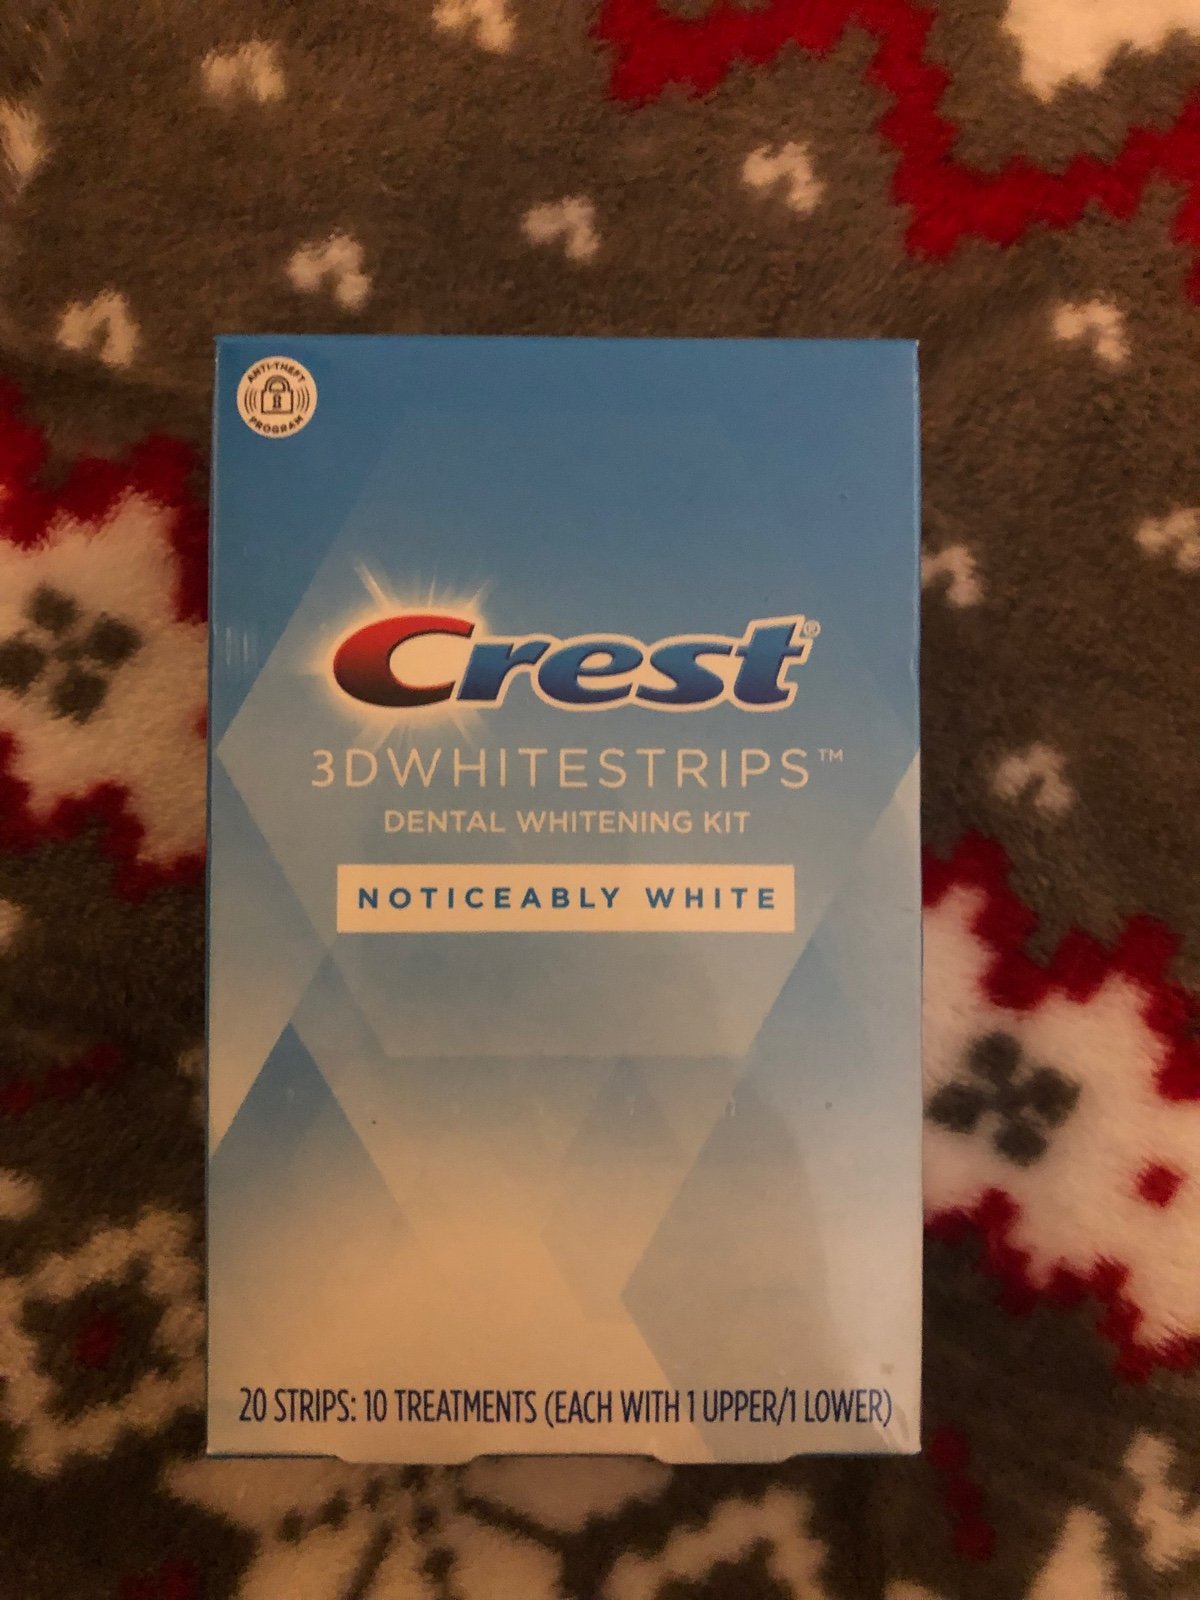 ANTI-THEFT
PROGRAM
Crest®
3DWHITESTRIPS™
DENTAL WHITENING KIT
NOTICEABLY WHITE
20 STRIPS: 10 TREATMENTS (EACH WITH 1 UPPER/1 LOWER)